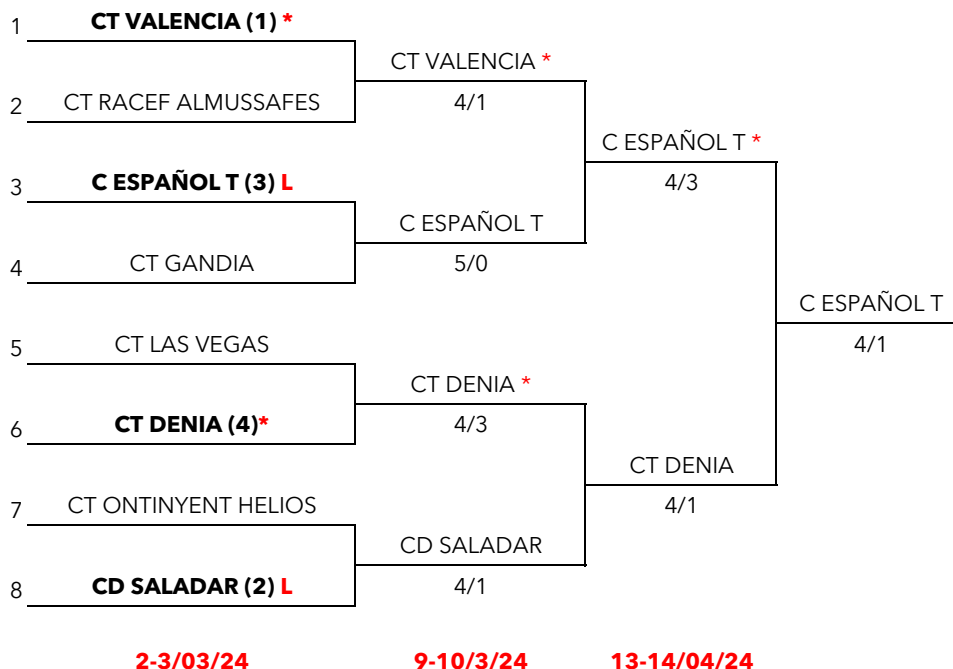 1 CT VALENCIA (1) *
2 CT RACEF ALMUSSAFES
3 C ESPAÑOL T (3) L
4 CT GANDIA
5 CT LAS VEGAS
6 CT DENIA (4)*
7 CT ONTINYENT HELIOS
8 CD SALADAR (2) L
CT VALENCIA *
4/1
C ESPAÑOL T
5/0
CT DENIA *
4/3
CD SALADAR
4/1
C ESPAÑOL T *
4/3
CT DENIA
4/1
C ESPAÑOL T
4/1
2-3/03/24 9-10/3/24 13-14/04/24